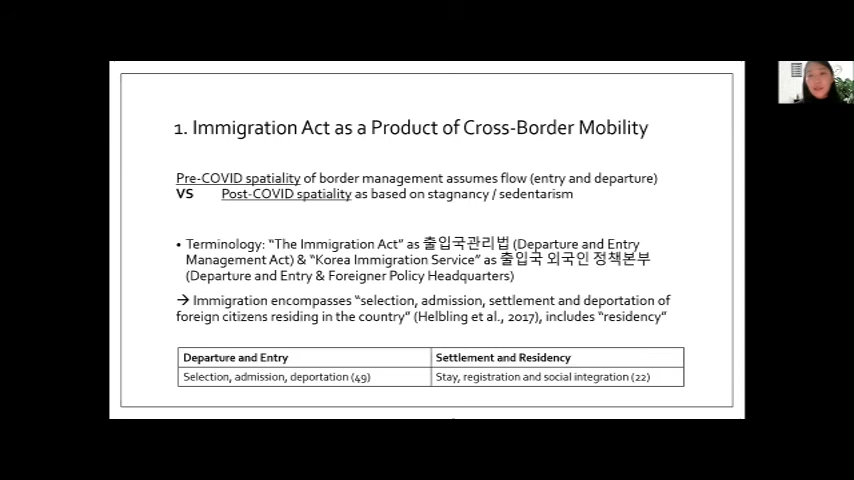 1. Immigration Act as a Product of Cross-Border Mobility
Pre-COVID spatiality of border management assumes flow (entry and departure)
VS Post-COVID spatiality as based on stagnancy / sedentarism
• Terminology: “The Immigration Act” as 출입국관리법 (Departure and Entry
Management Act) & “Korea Immigration Service” as 출입국 외국인 정책본부
(Departure and Entry & Foreigner Policy Headquarters)
→ Immigration encompasses “selection, admission, settlement and deportation of
foreign citizens residing in the country” (Helbling et al., 2017), includes “residency”
Departure and Entry Settlement and Residency
Selection, admission, deportation (49) Stay, registration and social integration (22)